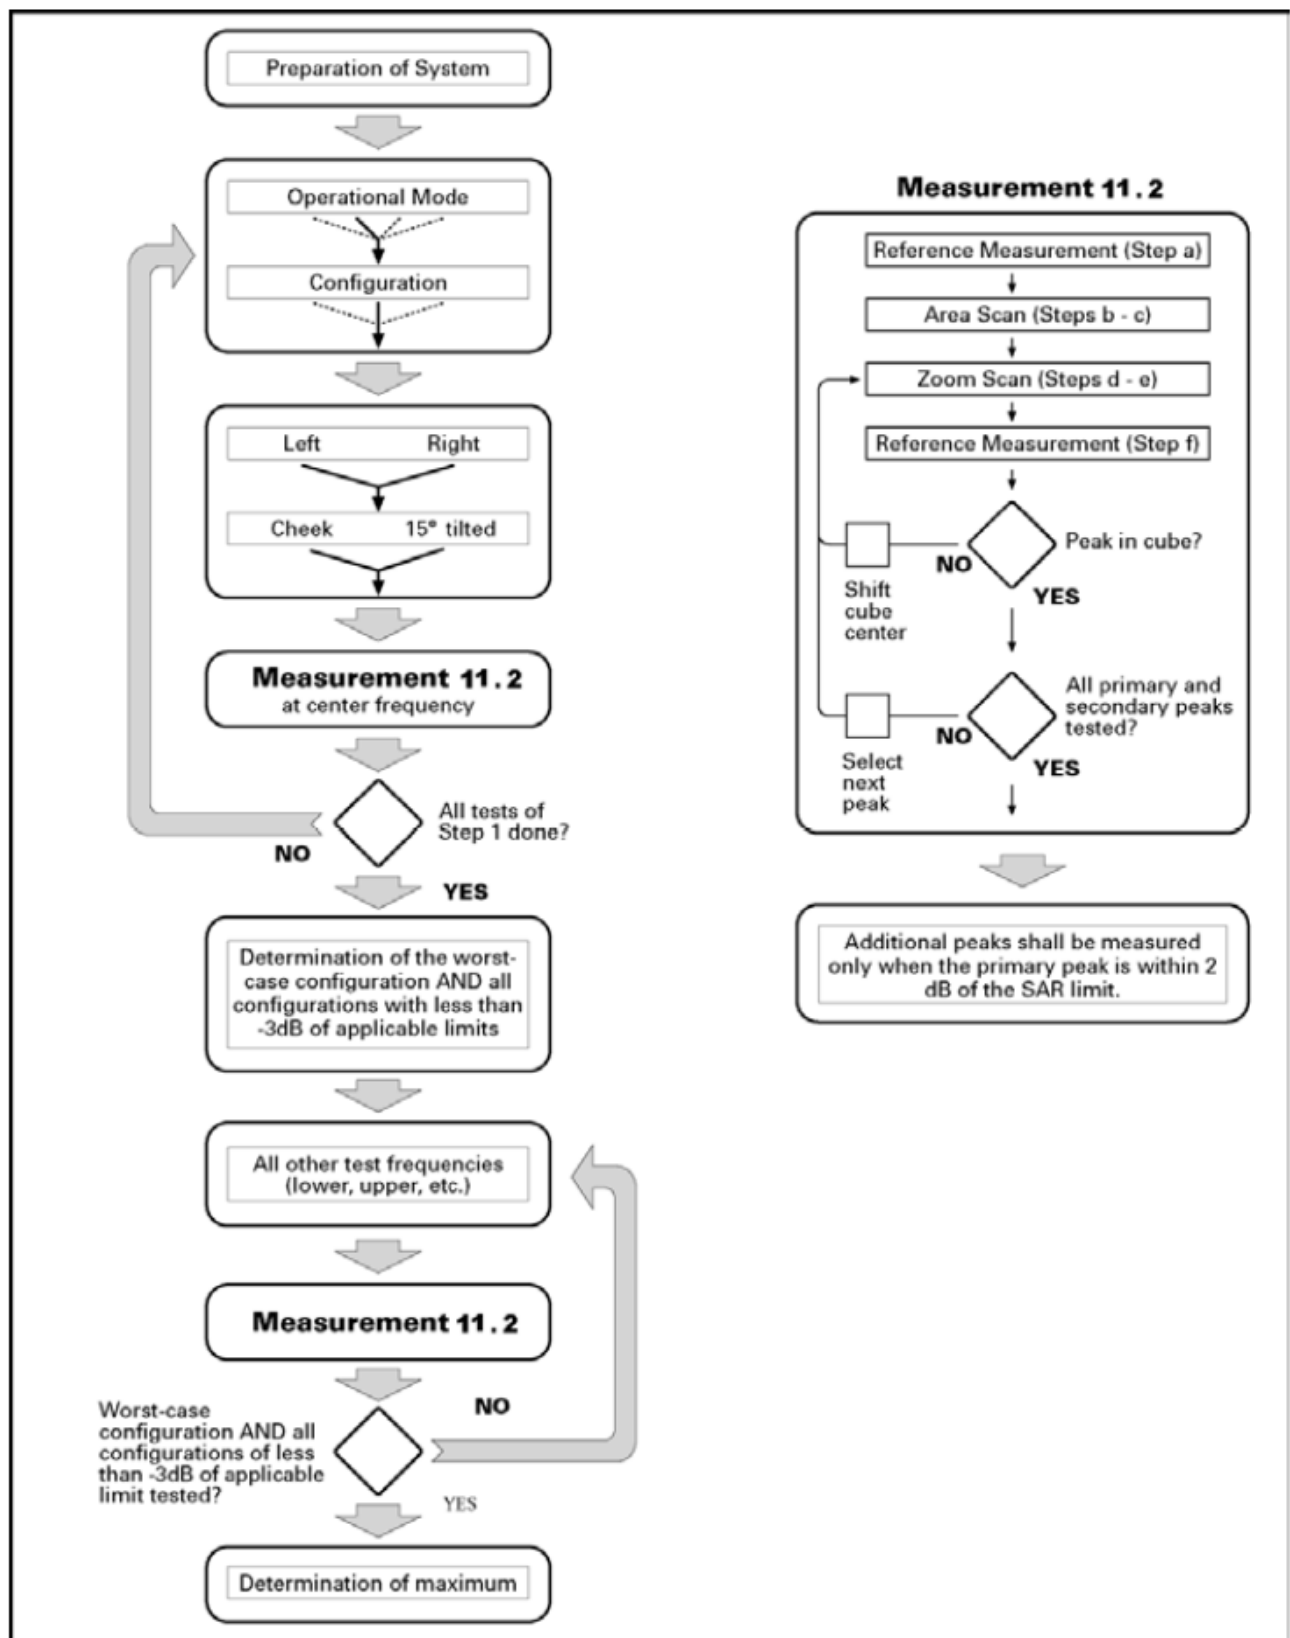 Preparation of System
Operational Mode
Configuration
Left Right
Cheek 15° tilted
Measurement 11.2
at center frequency
All tests of
Step 1 done?
NO
YES
Determination of the worst-
case configuration AND all
configurations with less than
-3dB of applicable limits
All other test frequencies
(lower, upper, etc.)
Measurement 11.2
NO
Worst-case
configuration AND all
configurations of less
than -3dB of applicable
limit tested?
YES
Determination of maximum
Measurement 11.2
Reference Measurement (Step a)
Area Scan (Steps b - c)
Zoom Scan (Steps d - e)
Reference Measurement (Step f)
Peak in cube?
NO
YES
Shift
cube
center
All primary and
secondary peaks
tested?
NO
YES
Select
next
peak
Additional peaks shall be measured
only when the primary peak is within 2
dB of the SAR limit.